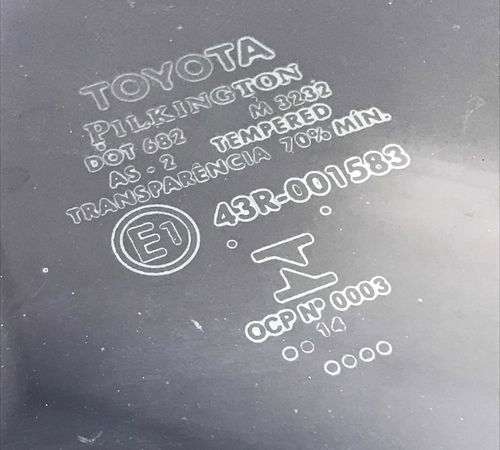 TOYOTA
PILKINGTON
DOT 682 M 3232
AS - 2 TEMPERED
TRANSPARÊNCIA 70% MÍN.
E1 43R-001583
OCP Nº 0003
14